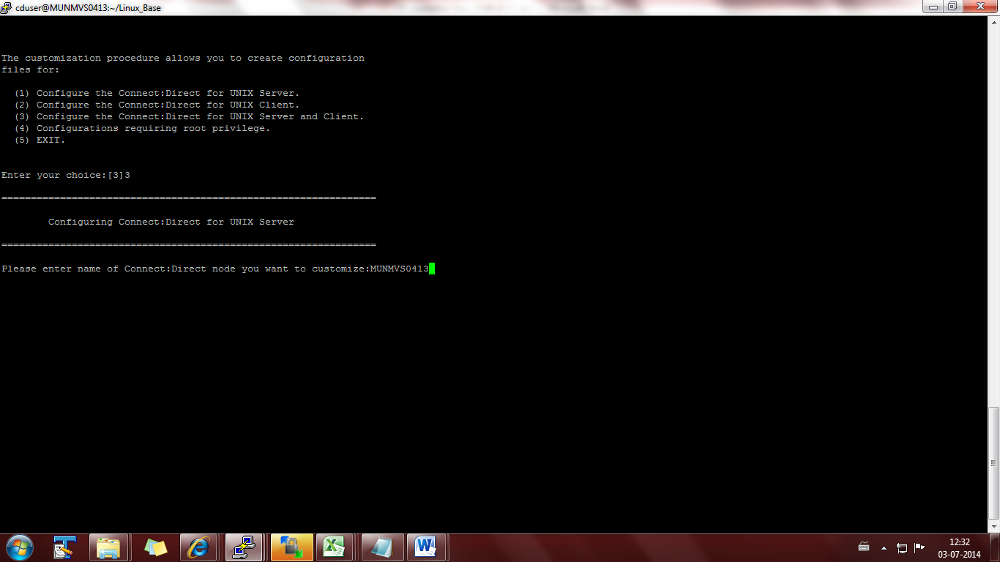 cduser@MUNMVS0413:~/Linux_Base
The customization procedure allows you to create configuration
files for:
(1) Configure the Connect:Direct for UNIX Server.
(2) Configure the Connect:Direct for UNIX Client.
(3) Configure the Connect:Direct for UNIX Server and Client.
(4) Configurations requiring root privilege.
(5) EXIT.
Enter your choice:[3]3
================================================================
Configuring Connect:Direct for UNIX Server
================================================================
Please enter name of Connect:Direct node you want to customize:MUNMVS0413
12:32
03-07-2014